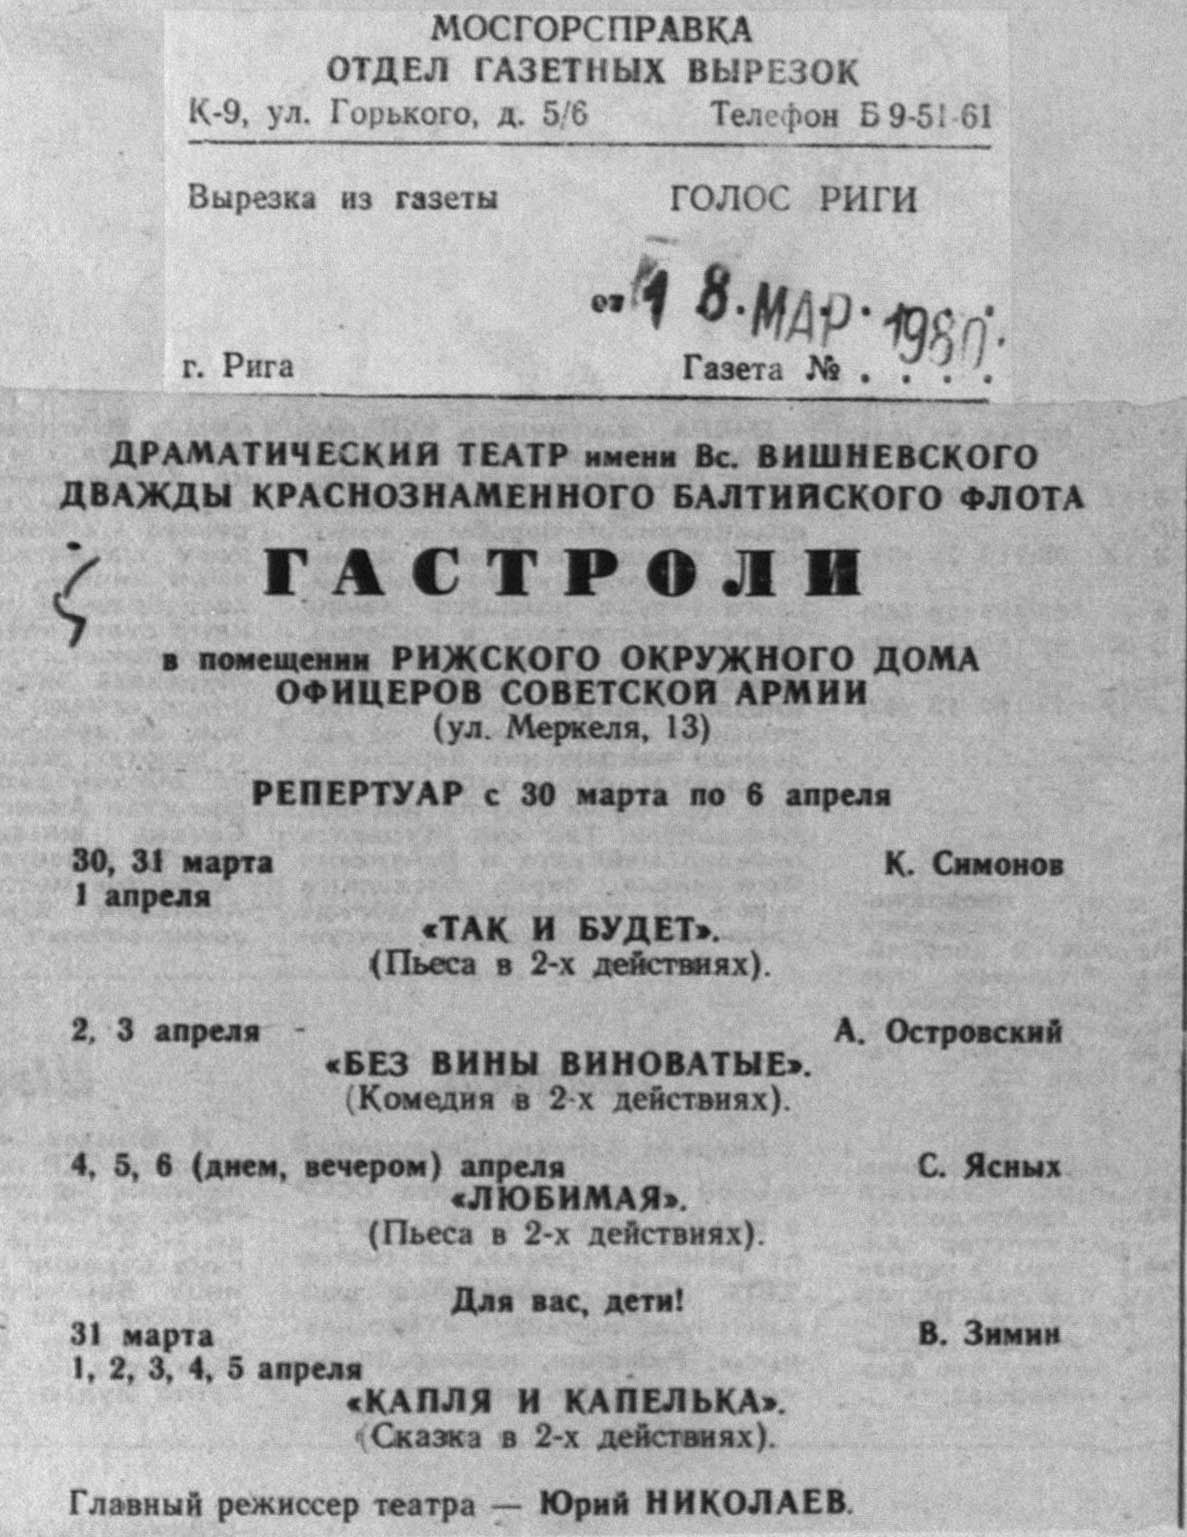 МОСГОРСПРАВКА
ОТДЕЛ ГАЗЕТНЫХ ВЫРЕЗОК
К-9, ул. Горького, д. 5/6 Телефон Б 9-51-61
Вырезка из газеты ГОЛОС РИГИ
от 18. МАР. 1980.
г. Рига Газета № . . . .
ДРАМАТИЧЕСКИЙ ТЕАТР имени Вс. ВИШНЕВСКОГО
ДВАЖДЫ КРАСНОЗНАМЕННОГО БАЛТИЙСКОГО ФЛОТА
ГАСТРОЛИ
в помещении РИЖСКОГО ОКРУЖНОГО ДОМА
ОФИЦЕРОВ СОВЕТСКОЙ АРМИИ
(ул. Меркеля, 13)
РЕПЕРТУАР с 30 марта по 6 апреля
30, 31 марта К. Симонов
1 апреля
«ТАК И БУДЕТ».
(Пьеса в 2-х действиях).
2, 3 апреля А. Островский
«БЕЗ ВИНЫ ВИНОВАТЫЕ».
(Комедия в 2-х действиях).
4, 5, 6 (днем, вечером) апреля С. Ясных
«ЛЮБИМАЯ».
(Пьеса в 2-х действиях).
Для вас, дети!
31 марта В. Зимин
1, 2, 3, 4, 5 апреля
«КАПЛЯ И КАПЕЛЬКА».
(Сказка в 2-х действиях).
Главный режиссер театра — Юрий НИКОЛАЕВ.